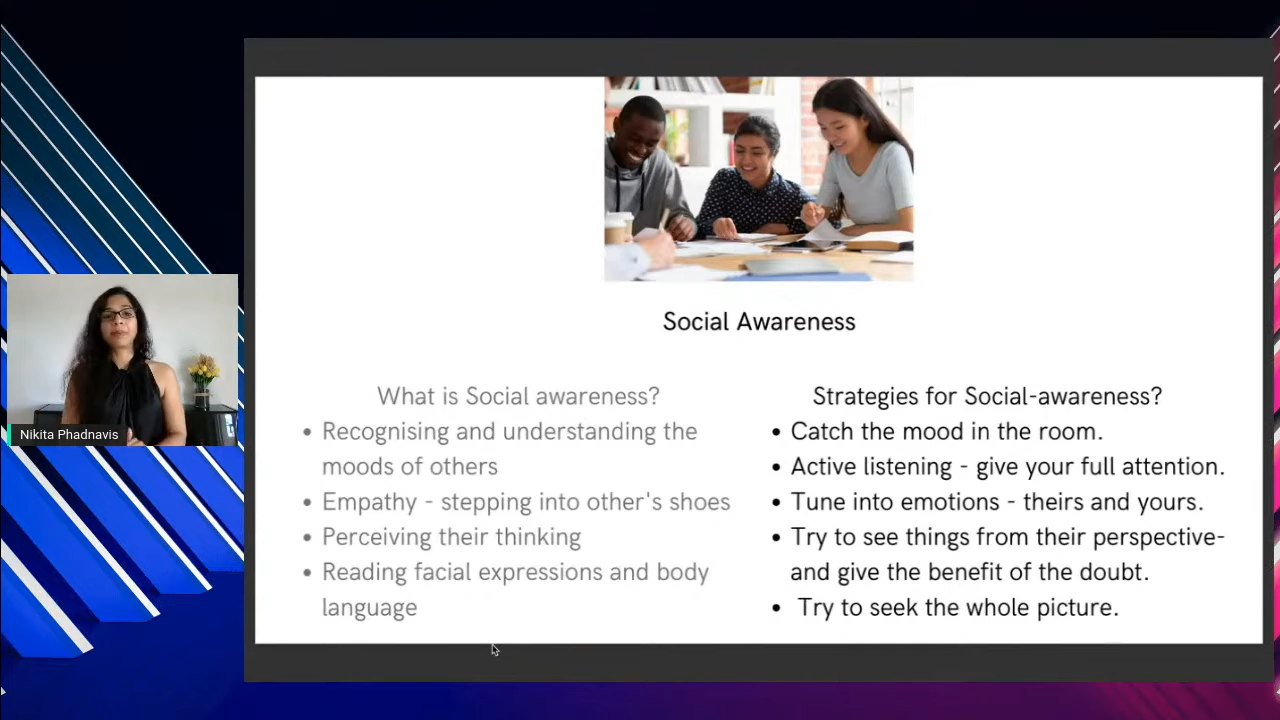 Social Awareness
What is Social awareness?
• Recognising and understanding the
moods of others
• Empathy - stepping into other's shoes
• Perceiving their thinking
• Reading facial expressions and body
language
Strategies for Social-awareness?
• Catch the mood in the room.
• Active listening - give your full attention.
• Tune into emotions - theirs and yours.
• Try to see things from their perspective-
and give the benefit of the doubt.
• Try to seek the whole picture.
Nikita Phadnavis